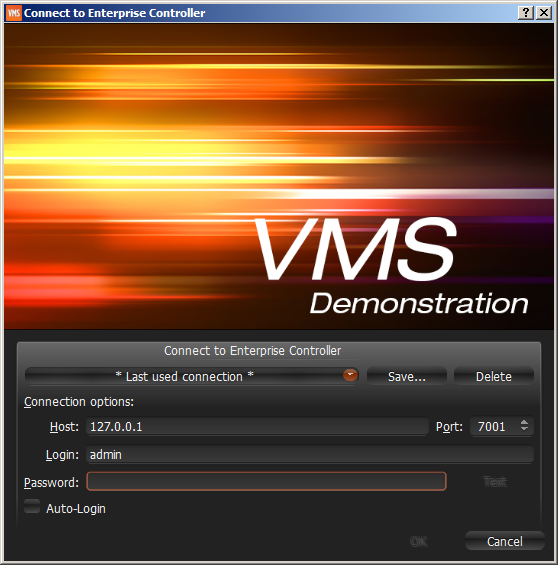 VMS Connect to Enterprise Controller ? X
VMS
Demonstration
Connect to Enterprise Controller
* Last used connection * Save... Delete
Connection options:
Host: 127.0.0.1 Port: 7001
Login: admin
Password: Test
Auto-Login
OK Cancel